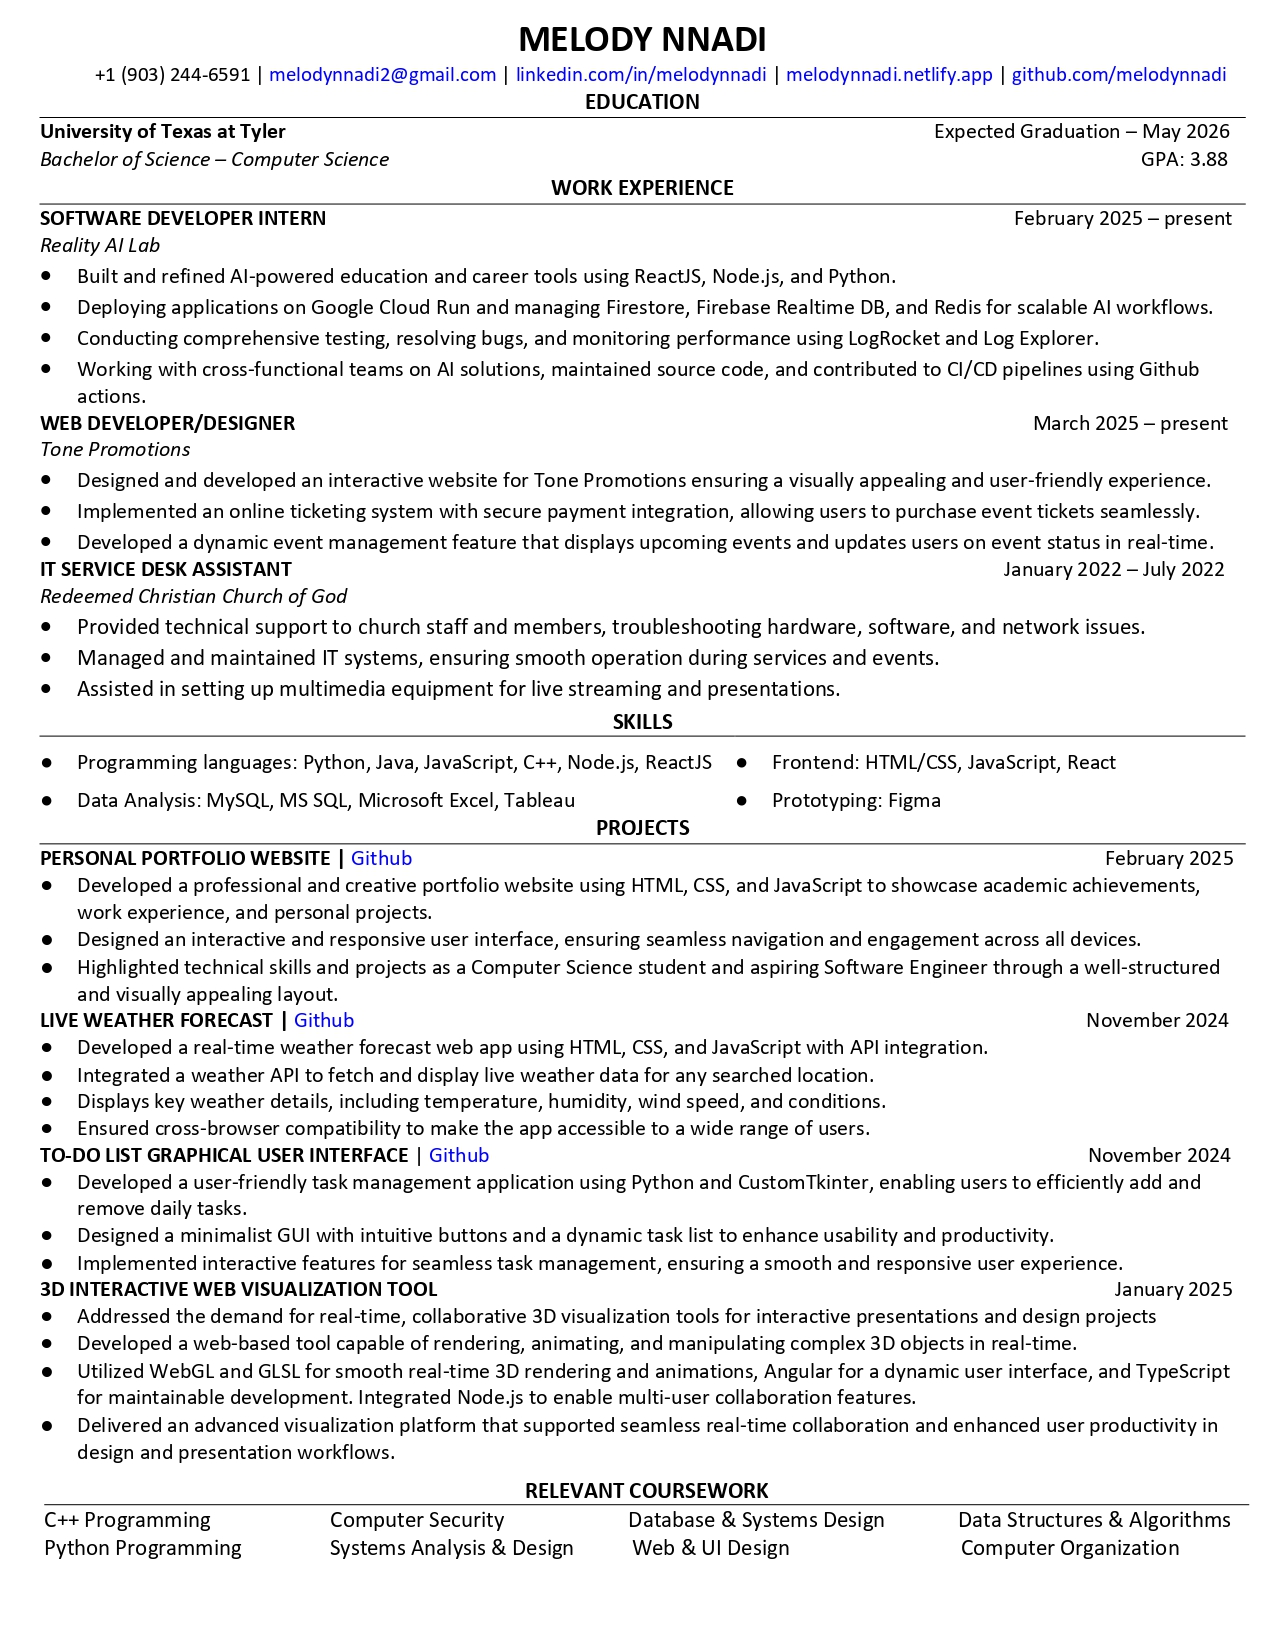 MELODY NNADI
+1 (903) 244-6591 | melodynnadi2@gmail.com | linkedin.com/in/melodynnadi | melodynnadi.netlify.app | github.com/melodynnadi
EDUCATION
University of Texas at Tyler Expected Graduation – May 2026
Bachelor of Science – Computer Science GPA: 3.88
WORK EXPERIENCE
SOFTWARE DEVELOPER INTERN February 2025 – present
Reality AI Lab
● Built and refined AI-powered education and career tools using ReactJS, Node.js, and Python.
● Deploying applications on Google Cloud Run and managing Firestore, Firebase Realtime DB, and Redis for scalable AI workflows.
● Conducting comprehensive testing, resolving bugs, and monitoring performance using LogRocket and Log Explorer.
● Working with cross-functional teams on AI solutions, maintained source code, and contributed to CI/CD pipelines using Github
actions.
WEB DEVELOPER/DESIGNER March 2025 – present
Tone Promotions
● Designed and developed an interactive website for Tone Promotions ensuring a visually appealing and user-friendly experience.
● Implemented an online ticketing system with secure payment integration, allowing users to purchase event tickets seamlessly.
● Developed a dynamic event management feature that displays upcoming events and updates users on event status in real-time.
IT SERVICE DESK ASSISTANT January 2022 – July 2022
Redeemed Christian Church of God
● Provided technical support to church staff and members, troubleshooting hardware, software, and network issues.
● Managed and maintained IT systems, ensuring smooth operation during services and events.
● Assisted in setting up multimedia equipment for live streaming and presentations.
SKILLS
● Programming languages: Python, Java, JavaScript, C++, Node.js, ReactJS ● Frontend: HTML/CSS, JavaScript, React
● Data Analysis: MySQL, MS SQL, Microsoft Excel, Tableau ● Prototyping: Figma
PROJECTS
PERSONAL PORTFOLIO WEBSITE | Github February 2025
● Developed a professional and creative portfolio website using HTML, CSS, and JavaScript to showcase academic achievements,
work experience, and personal projects.
● Designed an interactive and responsive user interface, ensuring seamless navigation and engagement across all devices.
● Highlighted technical skills and projects as a Computer Science student and aspiring Software Engineer through a well-structured
and visually appealing layout.
LIVE WEATHER FORECAST | Github November 2024
● Developed a real-time weather forecast web app using HTML, CSS, and JavaScript with API integration.
● Integrated a weather API to fetch and display live weather data for any searched location.
● Displays key weather details, including temperature, humidity, wind speed, and conditions.
● Ensured cross-browser compatibility to make the app accessible to a wide range of users.
TO-DO LIST GRAPHICAL USER INTERFACE | Github November 2024
● Developed a user-friendly task management application using Python and CustomTkinter, enabling users to efficiently add and
remove daily tasks.
● Designed a minimalist GUI with intuitive buttons and a dynamic task list to enhance usability and productivity.
● Implemented interactive features for seamless task management, ensuring a smooth and responsive user experience.
3D INTERACTIVE WEB VISUALIZATION TOOL January 2025
● Addressed the demand for real-time, collaborative 3D visualization tools for interactive presentations and design projects
● Developed a web-based tool capable of rendering, animating, and manipulating complex 3D objects in real-time.
● Utilized WebGL and GLSL for smooth real-time 3D rendering and animations, Angular for a dynamic user interface, and TypeScript
for maintainable development. Integrated Node.js to enable multi-user collaboration features.
● Delivered an advanced visualization platform that supported seamless real-time collaboration and enhanced user productivity in
design and presentation workflows.
RELEVANT COURSEWORK
C++ Programming Computer Security Database & Systems Design Data Structures & Algorithms
Python Programming Systems Analysis & Design Web & UI Design Computer Organization